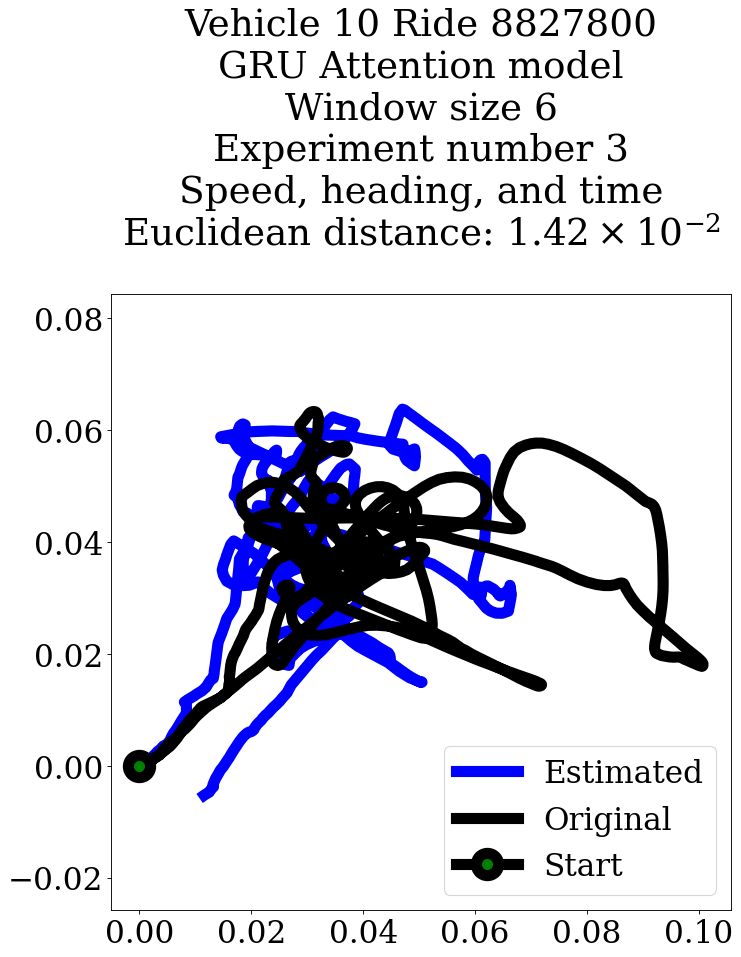 Vehicle 10 Ride 8827800
GRU Attention model
Window size 6
Experiment number 3
Speed, heading, and time
Euclidean distance: 1.42 × 10⁻²
0.08
0.06
0.04
0.02
0.00
−0.02
0.00 0.02 0.04 0.06 0.08 0.10
Estimated
Original
Start